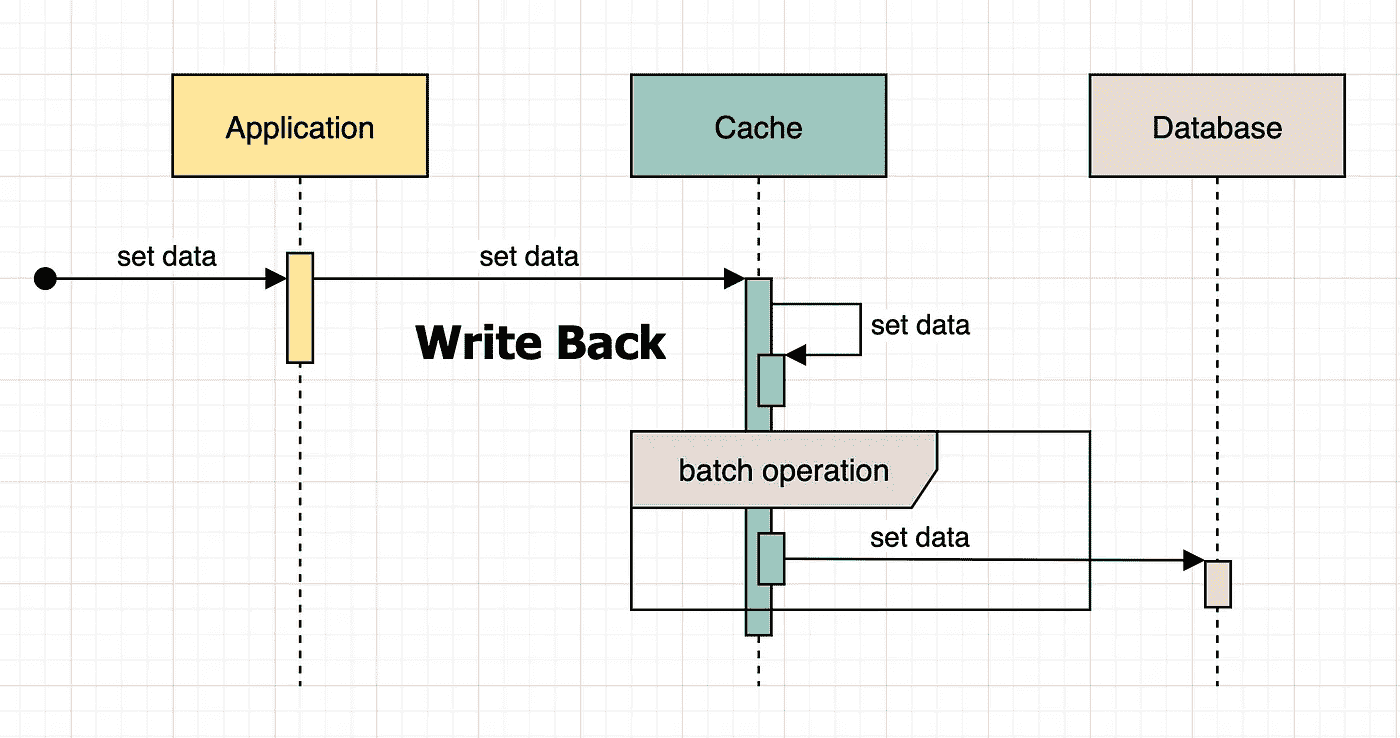 Application
Cache
Database
set data
set data
Write Back
set data
batch operation
set data